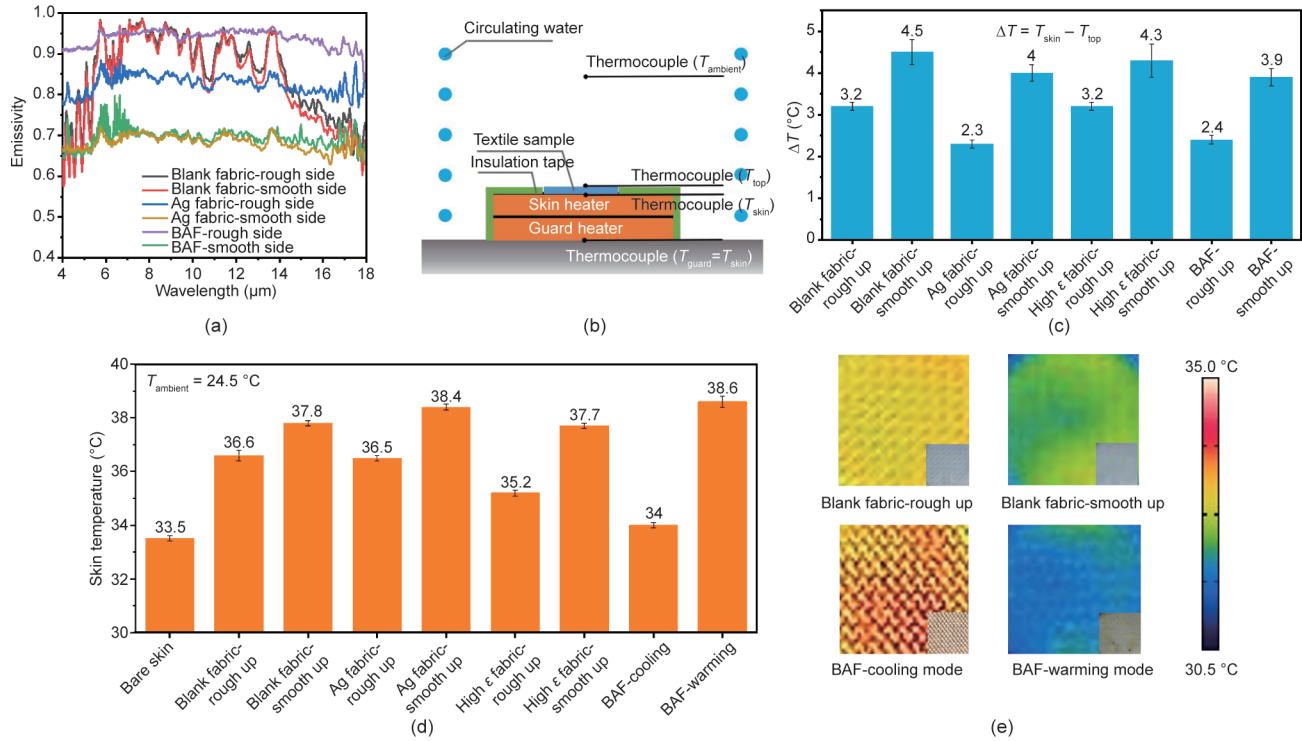 1.0
0.9
0.8
0.7
0.6
0.5
0.4
Emissivity
Blank fabric-rough side
Blank fabric-smooth side
Ag fabric-rough side
Ag fabric-smooth side
BAF-rough side
BAF-smooth side
4 6 8 10 12 14 16 18
Wavelength (μm)
(a)
Circulating water
Thermocouple (T_ambient)
Textile sample
Insulation tape
Thermocouple (T_top)
Skin heater
Thermocouple (T_skin)
Guard heater
Thermocouple (T_guard=T_skin)
(b)
ΔT = T_skin − T_top
5
4
3
2
1
0
ΔT (°C)
3.2
4.5
2.3
4
3.2
4.3
2.4
3.9
Blank fabric-
rough up
Blank fabric-
smooth up
Ag fabric-
rough up
Ag fabric-
smooth up
High ε fabric-
rough up
High ε fabric-
smooth up
BAF-
rough up
BAF-
smooth up
(c)
T_ambient = 24.5 °C
40
38
36
34
32
30
Skin temperature (°C)
33.5
36.6
37.8
36.5
38.4
35.2
37.7
34
38.6
Bare skin
Blank fabric-
rough up
Blank fabric-
smooth up
Ag fabric-
rough up
Ag fabric-
smooth up
High ε fabric-
rough up
High ε fabric-
smooth up
BAF-cooling
BAF-warming
(d)
Blank fabric-rough up
Blank fabric-smooth up
BAF-cooling mode
BAF-warming mode
35.0 °C
30.5 °C
(e)